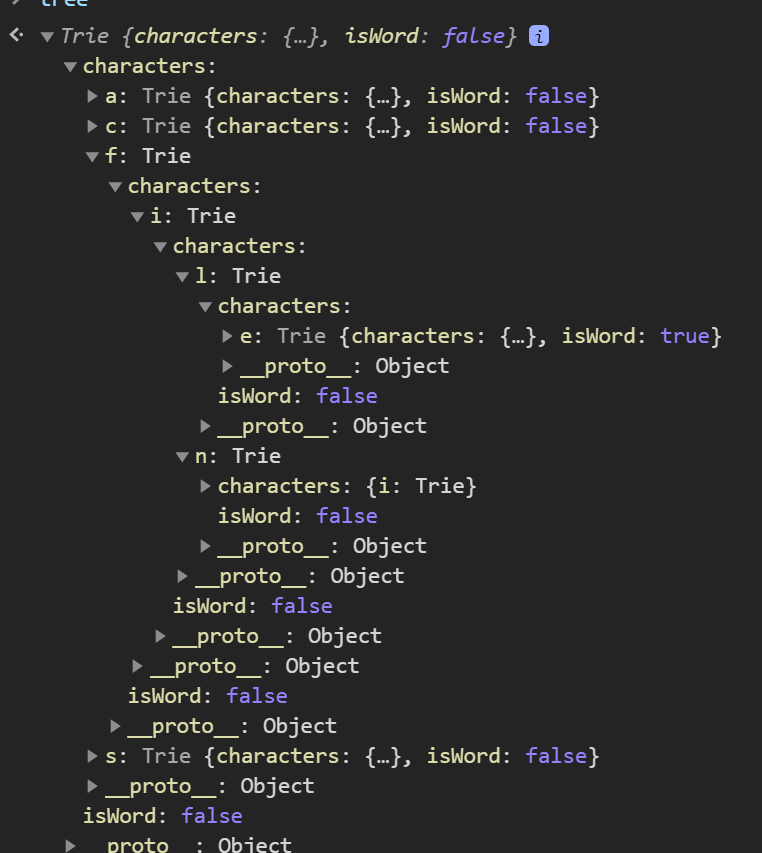 tree
Trie {characters: {…}, isWord: false} i
characters:
a: Trie {characters: {…}, isWord: false}
c: Trie {characters: {…}, isWord: false}
f: Trie
characters:
i: Trie
characters:
l: Trie
characters:
e: Trie {characters: {…}, isWord: true}
__proto__: Object
isWord: false
__proto__: Object
n: Trie
characters: {i: Trie}
isWord: false
__proto__: Object
__proto__: Object
isWord: false
__proto__: Object
__proto__: Object
isWord: false
__proto__: Object
s: Trie {characters: {…}, isWord: false}
__proto__: Object
isWord: false
__proto__: Object